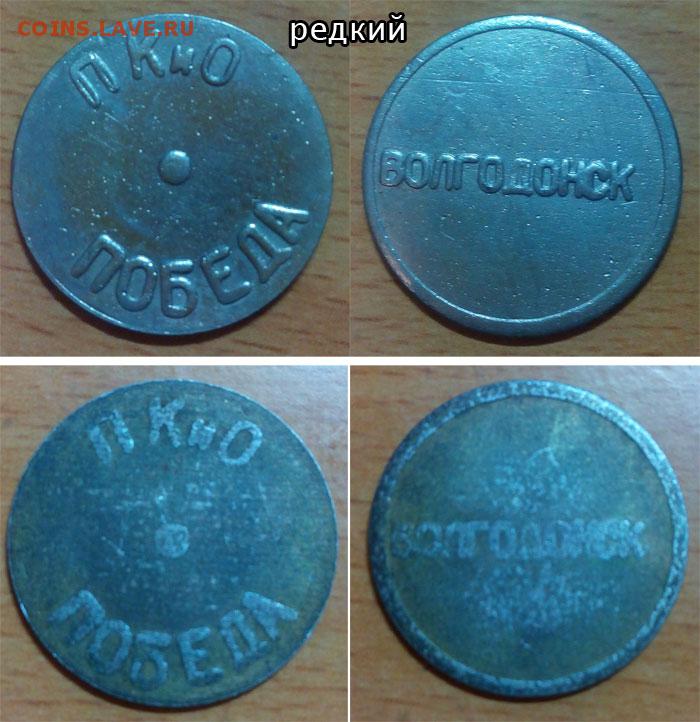 COINS.LAVE.RU
редкий
ПКиО
ПОБЕДА
ВОЛГОДОНСК
ПКиО
ПОБЕДА
ВОЛГОДОНСК